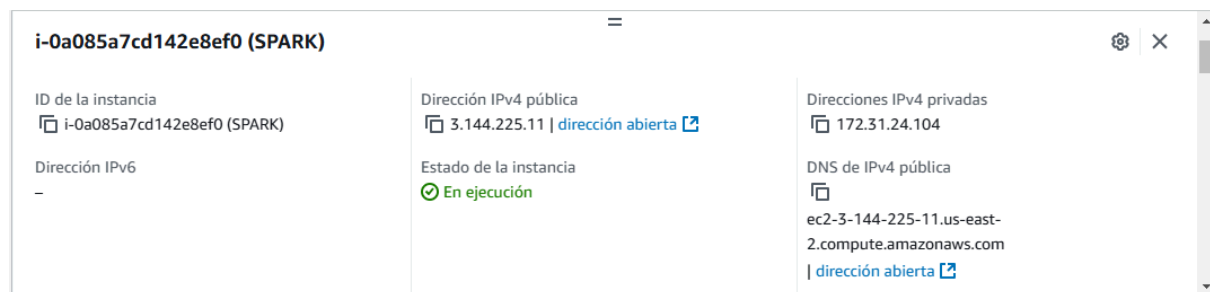 i-0a085a7cd142e8ef0 (SPARK)
ID de la instancia
i-0a085a7cd142e8ef0 (SPARK)
Dirección IPv4 pública
3.144.225.11 | dirección abierta
Direcciones IPv4 privadas
172.31.24.104
Dirección IPv6
–
Estado de la instancia
En ejecución
DNS de IPv4 pública
ec2-3-144-225-11.us-east-
2.compute.amazonaws.com
| dirección abierta